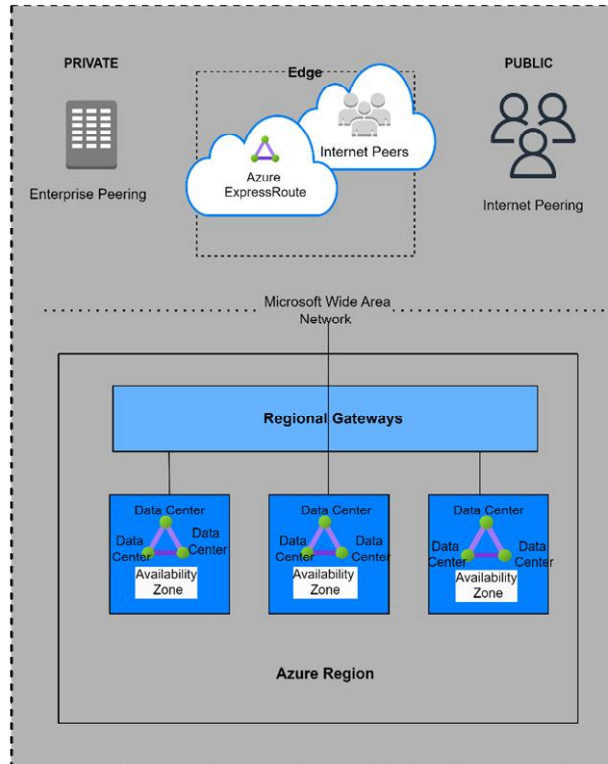 PRIVATE
Edge
PUBLIC
Internet Peers
Azure
ExpressRoute
Enterprise Peering
Internet Peering
Microsoft Wide Area
Network
Regional Gateways
Data Center
Data
Center
Data
Center
Availability
Zone
Data Center
Data
Center
Data
Center
Availability
Zone
Data Center
Data
Center
Data
Center
Availability
Zone
Azure Region